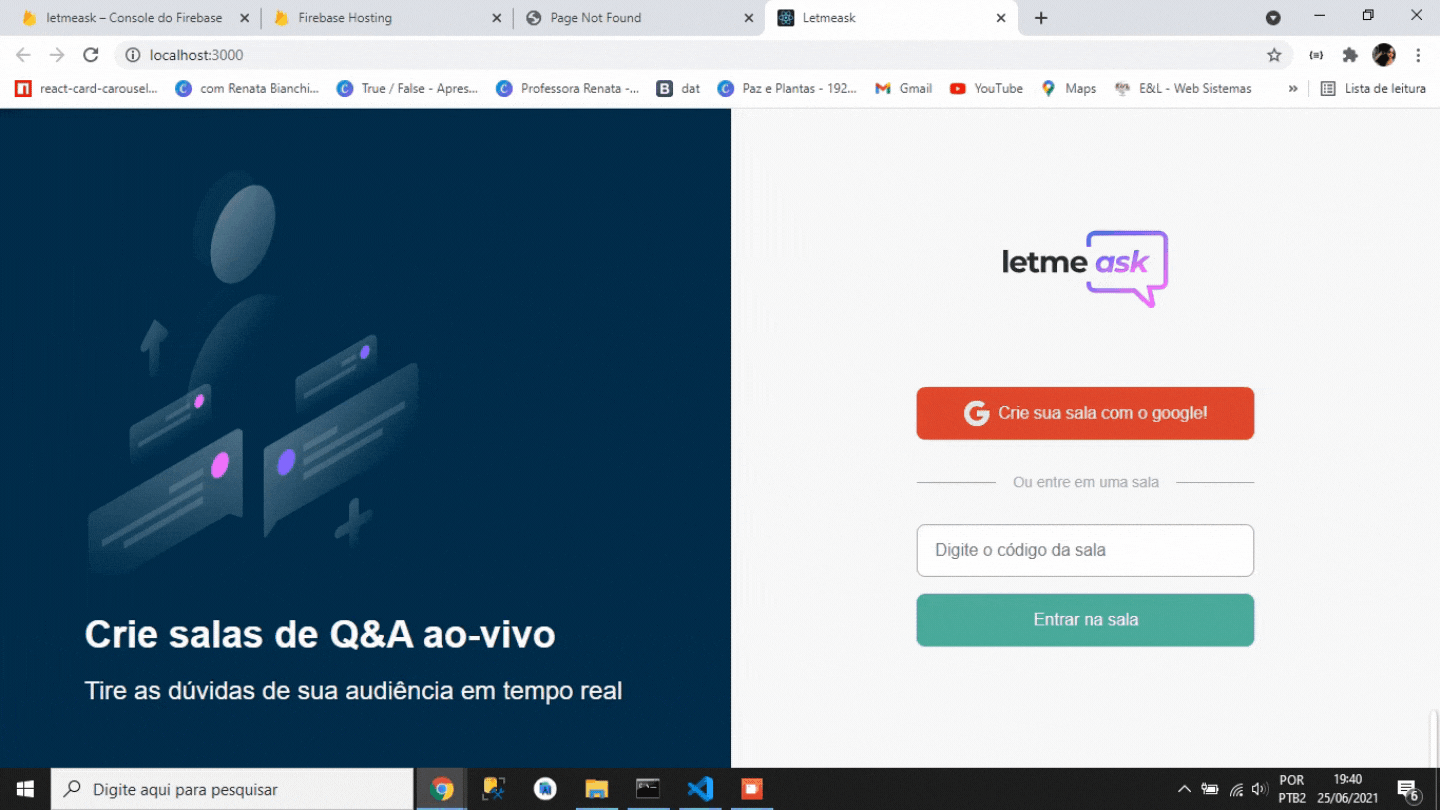 letmeask – Console do Firebase
Firebase Hosting
Page Not Found
Letmeask
localhost:3000
react-card-carousel...
com Renata Bianchi...
True / False - Apres...
Professora Renata -...
B
dat
Paz e Plantas - 192...
Gmail
YouTube
Maps
E&L - Web Sistemas
»
Lista de leitura
letme ask
G Crie sua sala com o google!
Ou entre em uma sala
Digite o código da sala
Entrar na sala
Crie salas de Q&A ao-vivo
Tire as dúvidas de sua audiência em tempo real
Digite aqui para pesquisar
POR
PTB2
19:40
25/06/2021
6